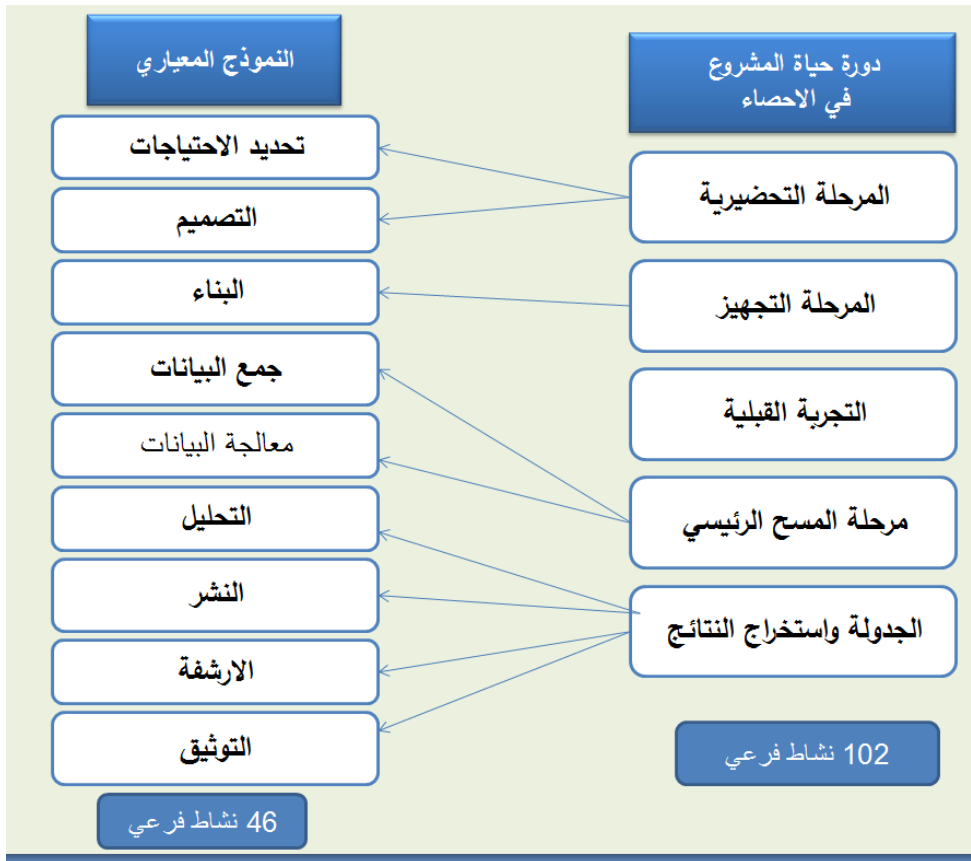 دورة حياة المشروع
في الاحصاء
المرحلة التحضيرية
المرحلة التجهيز
التجربة القبلية
مرحلة المسح الرئيسي
الجدولة واستخراج النتائج
102 نشاط فرعي
النموذج المعياري
تحديد الاحتياجات
التصميم
البناء
جمع البيانات
معالجة البيانات
التحليل
النشر
الارشفة
التوثيق
46 نشاط فرعي